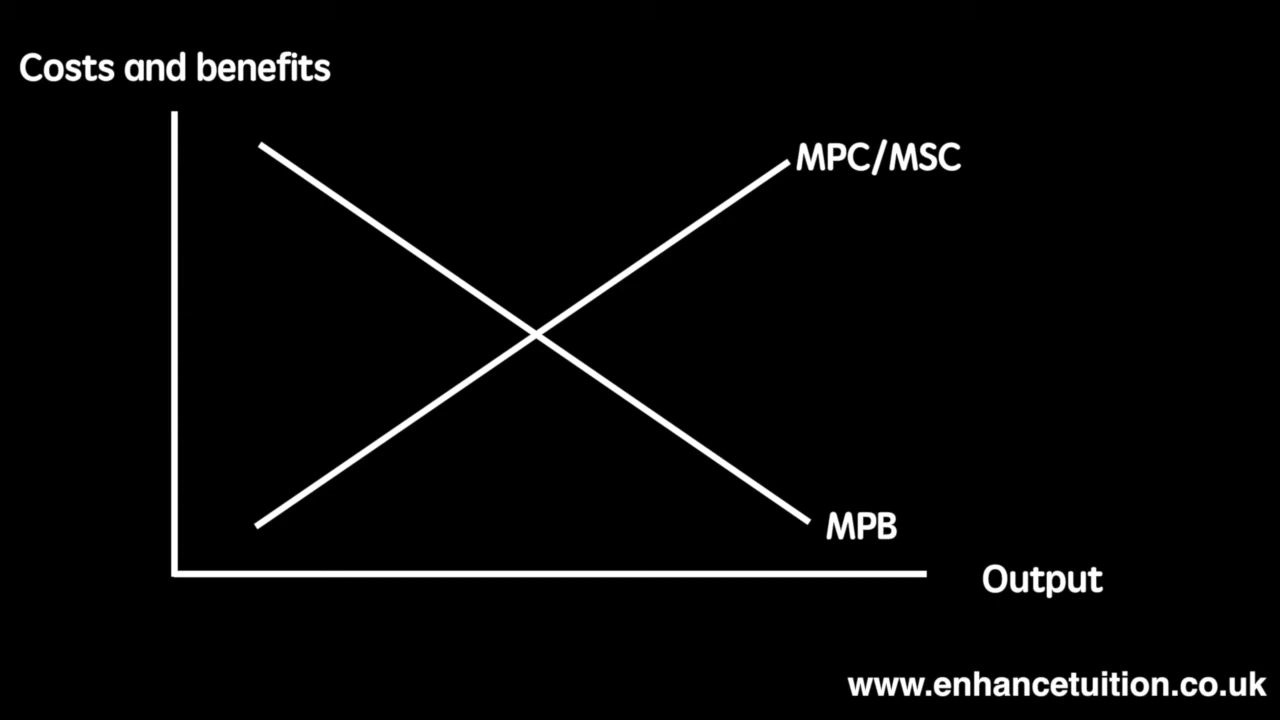 Costs and benefits
MPC/MSC
MPB
Output
www.enhancetuition.co.uk